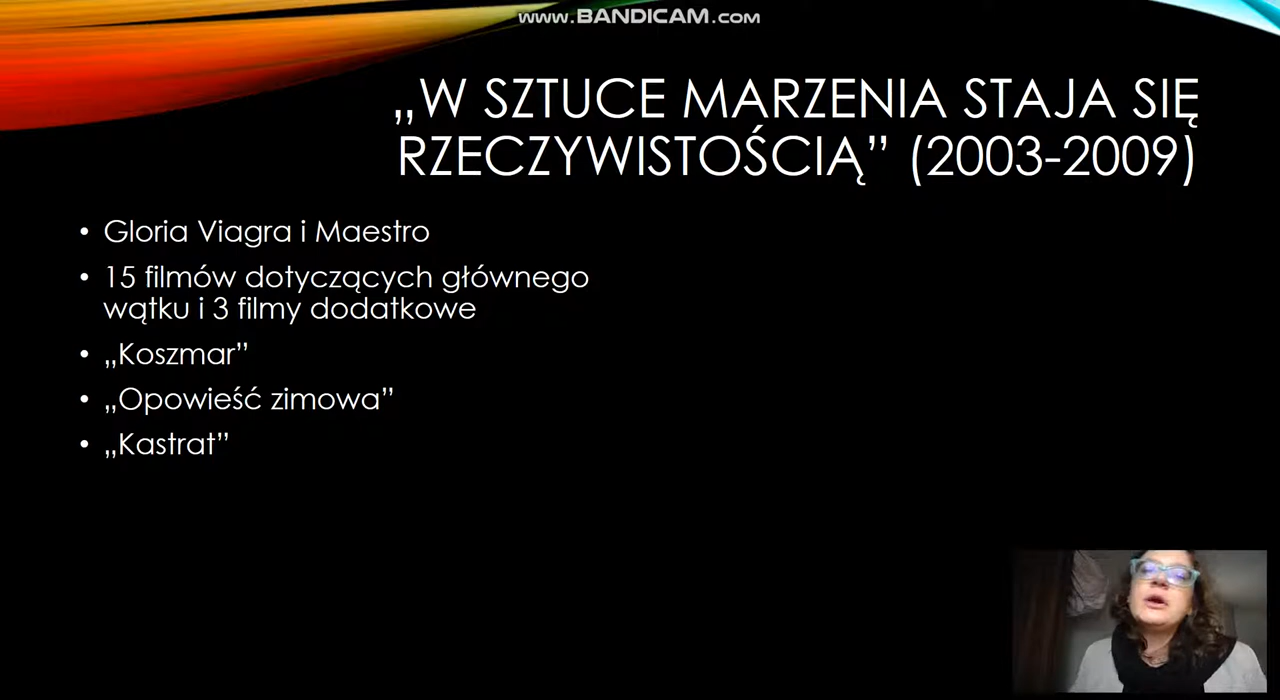 www.BANDICAM.com
„W SZTUCE MARZENIA STAJA SIĘ
RZECZYWISTOŚCIĄ” (2003-2009)
• Gloria Viagra i Maestro
• 15 filmów dotyczących głównego
wątku i 3 filmy dodatkowe
• „Koszmar”
• „Opowieść zimowa”
• „Kastrat”